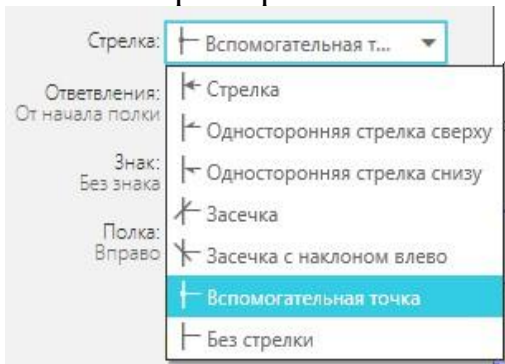 Стрелка: Вспомогательная т...
Стрелка
Ответвления:
От начала полки
Односторонняя стрелка сверху
Знак:
Без знака
Односторонняя стрелка снизу
Засечка
Полка:
Вправо
Засечка с наклоном влево
Вспомогательная точка
Без стрелки